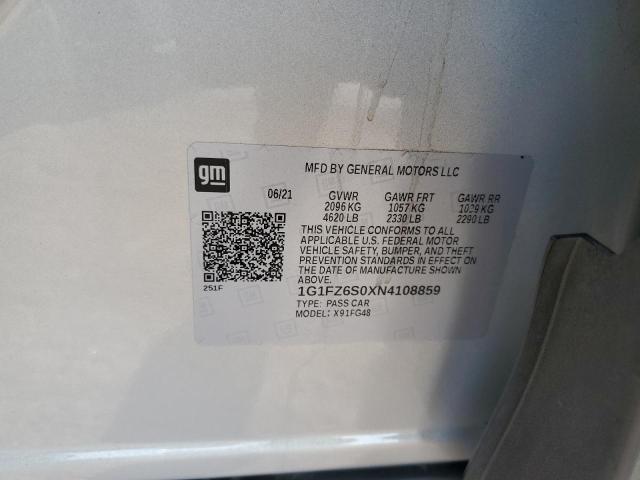 gm
MFD BY GENERAL MOTORS LLC
06/21 GVWR GAWR FRT GAWR RR
2096 KG 1057 KG 1039 KG
4620 LB 2330 LB 2290 LB
THIS VEHICLE CONFORMS TO ALL
APPLICABLE U.S. FEDERAL MOTOR
VEHICLE SAFETY, BUMPER, AND THEFT
PREVENTION STANDARDS IN EFFECT ON
THE DATE OF MANUFACTURE SHOWN
ABOVE.
251F
1G1FZ6S0XN4108859
TYPE: PASS CAR
MODEL: X91FG48